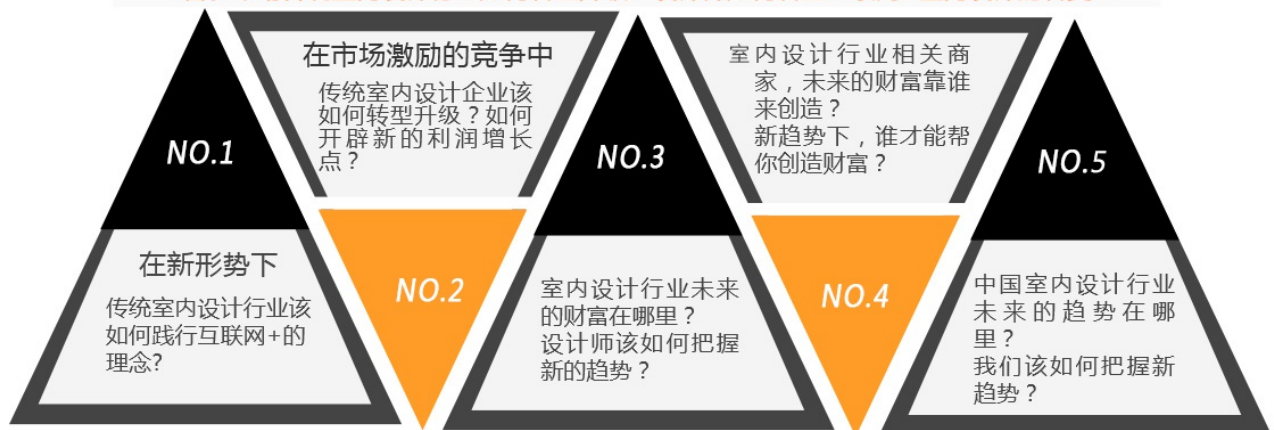 NO.1
在新形势下
传统室内设计行业该
如何践行互联网+的
理念?
在市场激励的竞争中
传统室内设计企业该
如何转型升级？如何
开辟新的利润增长
点？
NO.2
NO.3
室内设计行业未来
的财富在哪里？
设计师该如何把握
新的趋势？
室内设计行业相关商
家，未来的财富靠谁
来创造？
新趋势下，谁才能帮
你创造财富？
NO.4
NO.5
中国室内设计行业
未来的趋势在哪
里？
我们该如何把握新
趋势？